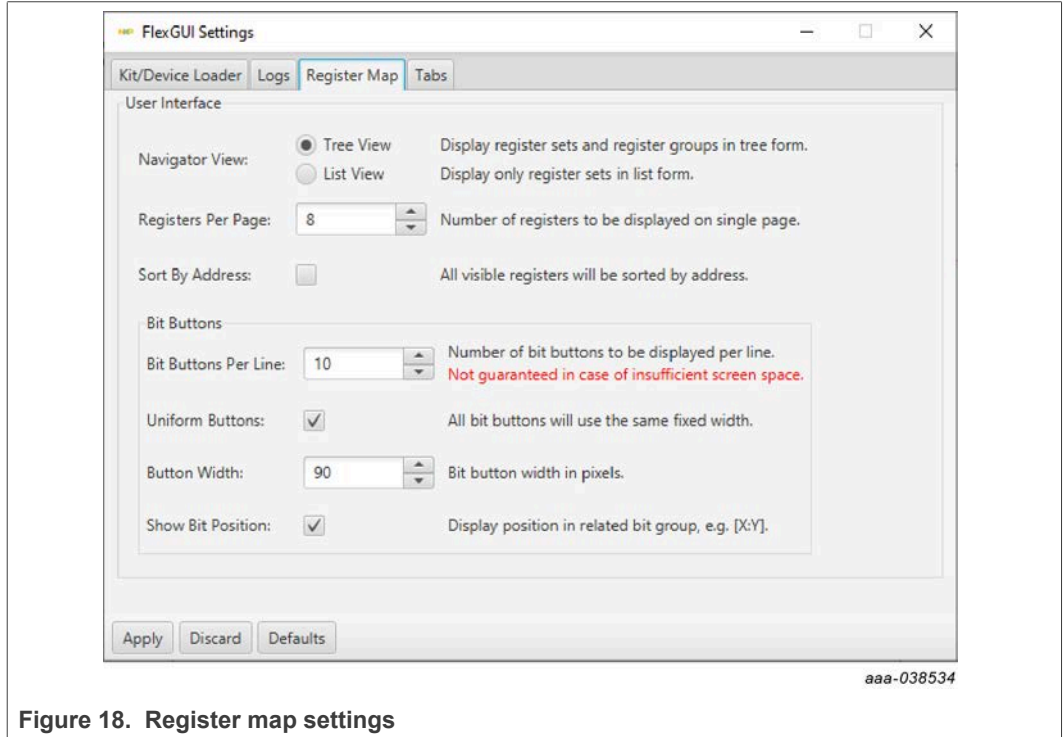 FlexGUI Settings
Kit/Device Loader Logs Register Map Tabs
User Interface
Navigator View:
Tree View Display register sets and register groups in tree form.
List View Display only register sets in list form.
Registers Per Page: 8 Number of registers to be displayed on single page.
Sort By Address: All visible registers will be sorted by address.
Bit Buttons
Bit Buttons Per Line: 10 Number of bit buttons to be displayed per line.
Not guaranteed in case of insufficient screen space.
Uniform Buttons: All bit buttons will use the same fixed width.
Button Width: 90 Bit button width in pixels.
Show Bit Position: Display position in related bit group, e.g. [X:Y].
Apply Discard Defaults
aaa-038534
Figure 18. Register map settings